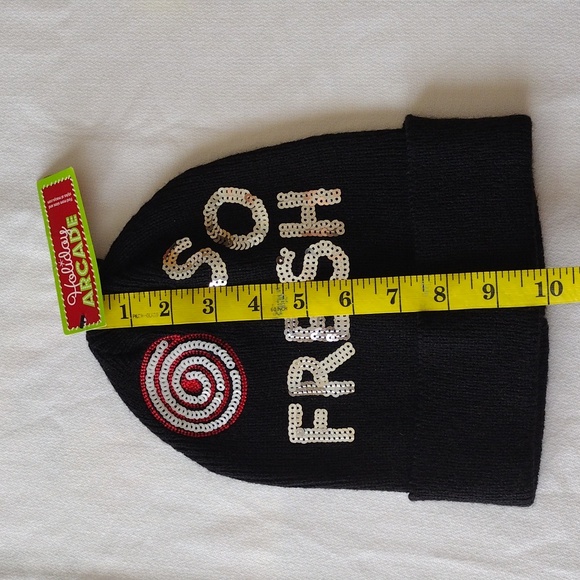 Holiday
ARCADE
SO
FRESH
1 2 3 4 5 6 7 8 9 10